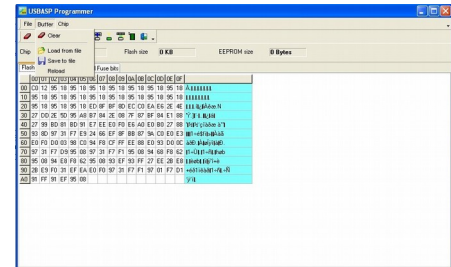 USBASP Programmer
File Butter Chip
Clear
Load from file
Save to file
Reload
Chip Flash size 0 KB EEPROM size 0 Bytes
Flash Fuse bits
00 01 02 03 04 05 06 07 08 09 0A 0B 0C 0D 0E 0F
00 C0 12 95 18 95 18 95 18 95 18 95 18 95 18 95 18
10 95 18 95 18 95 18 95 18 95 18 95 18 95 18 95 18
20 95 18 95 18 95 18 ED 8F BF 8D EC C0 EA E6 2E 4E
30 27 DD 2E 5D 95 A8 B7 84 2E 08 7F 87 BF 84 E1 88
40 27 99 BD 81 BD 91 E7 E1 E0 F0 E6 A0 E0 B0 27 88
50 93 8D 97 31 F7 E9 24 66 EF 8F BB 87 9A C0 E0 E3
60 E0 F0 D0 03 98 C0 94 F8 CF FF EE 88 E0 93 D0 0C
70 97 31 F7 D9 95 08 97 31 F7 F1 95 08 94 68 F8 62
80 95 08 94 E8 F8 62 95 08 93 EF 93 FF 27 EE 2B E8
90 2B E9 F0 31 EF EA E0 F0 97 31 F7 F1 97 01 F7 D1
A0 91 FF 91 EF 95 08